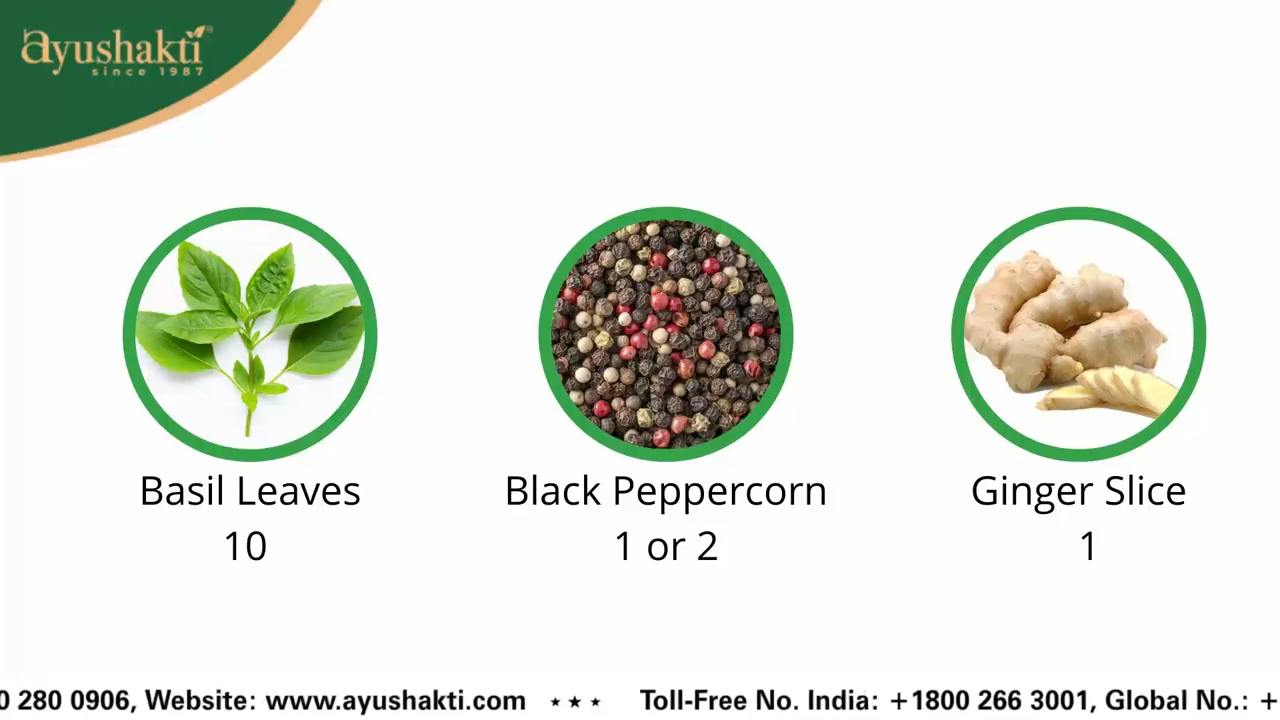 ayushakti
since 1987
Basil Leaves
10
Black Peppercorn
1 or 2
Ginger Slice
1
0 280 0906, Website: www.ayushakti.com ★ ★ ★ Toll-Free No. India: +1800 266 3001, Global No.: +